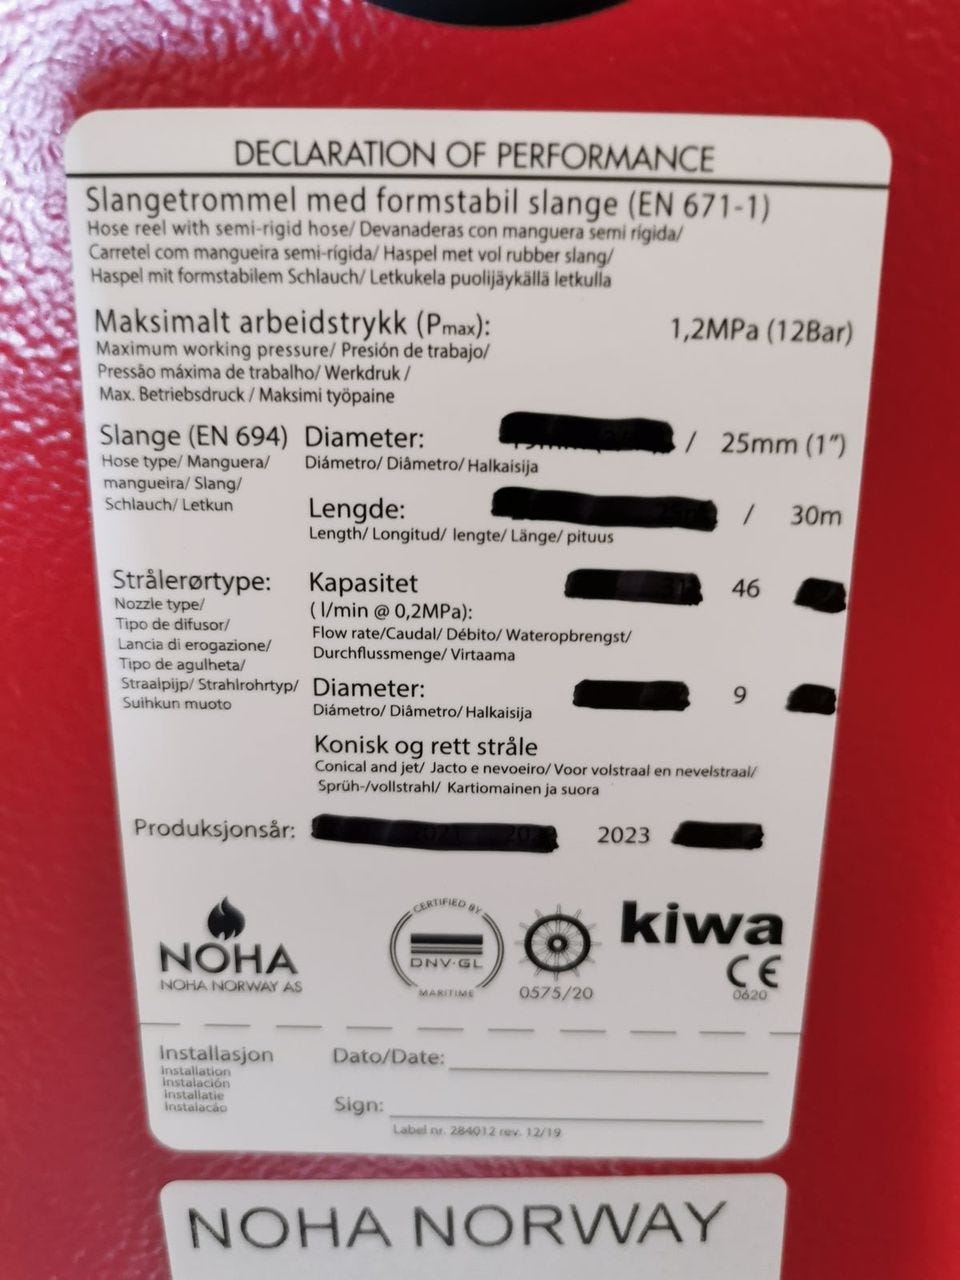 DECLARATION OF PERFORMANCE
Slangetrommel med formstabil slange (EN 671-1)
Hose reel with semi-rigid hose/ Devanaderas con manguera semi rígida/
Carretel com mangueira semi-rígida/ Haspel met vol rubber slang/
Haspel mit formstabilem Schlauch/ Letkukela puolijäykällä letkulla
Maksimalt arbeidstrykk (Pmax): 1,2MPa (12Bar)
Maximum working pressure/ Presión de trabajo/
Pressão máxima de trabalho/ Werkdruk /
Max. Betriebsdruck / Maksimi työpaine
Slange (EN 694) Diameter: / 25mm (1")
Hose type/ Manguera/ Diámetro/ Diâmetro/ Halkaisija
mangueira/ Slang/
Schlauch/ Letkun
Lengde: / 30m
Length/ Longitud/ lengte/ Länge/ pituus
Strålerørtype: Kapasitet 46
Nozzle type/ (l/min @ 0,2MPa):
Tipo de difusor/ Flow rate/Caudal/ Débito/ Wateropbrengst/
Lancia di erogazione/ Durchflussmenge/ Virtaama
Tipo de agulheta/
Straalpijp/ Strahlrohrtyp/ Diameter: 9
Suihkun muoto Diámetro/ Diâmetro/ Halkaisija
Konisk og rett stråle
Conical and jet/ Jacto e nevoeiro/ Voor volstraal en nevelstraal/
Sprüh-/vollstrahl/ Kartiomainen ja suora
Produksjonsår: 2023
NOHA
NOHA NORWAY AS
CERTIFIED BY
DNV·GL
MARITIME
0575/20
kiwa
CE
0620
Installasjon Dato/Date:
Installation
Instalación
Installatie
Instalacão
Sign:
Label nr. 284012 rev. 12/19
NOHA NORWAY